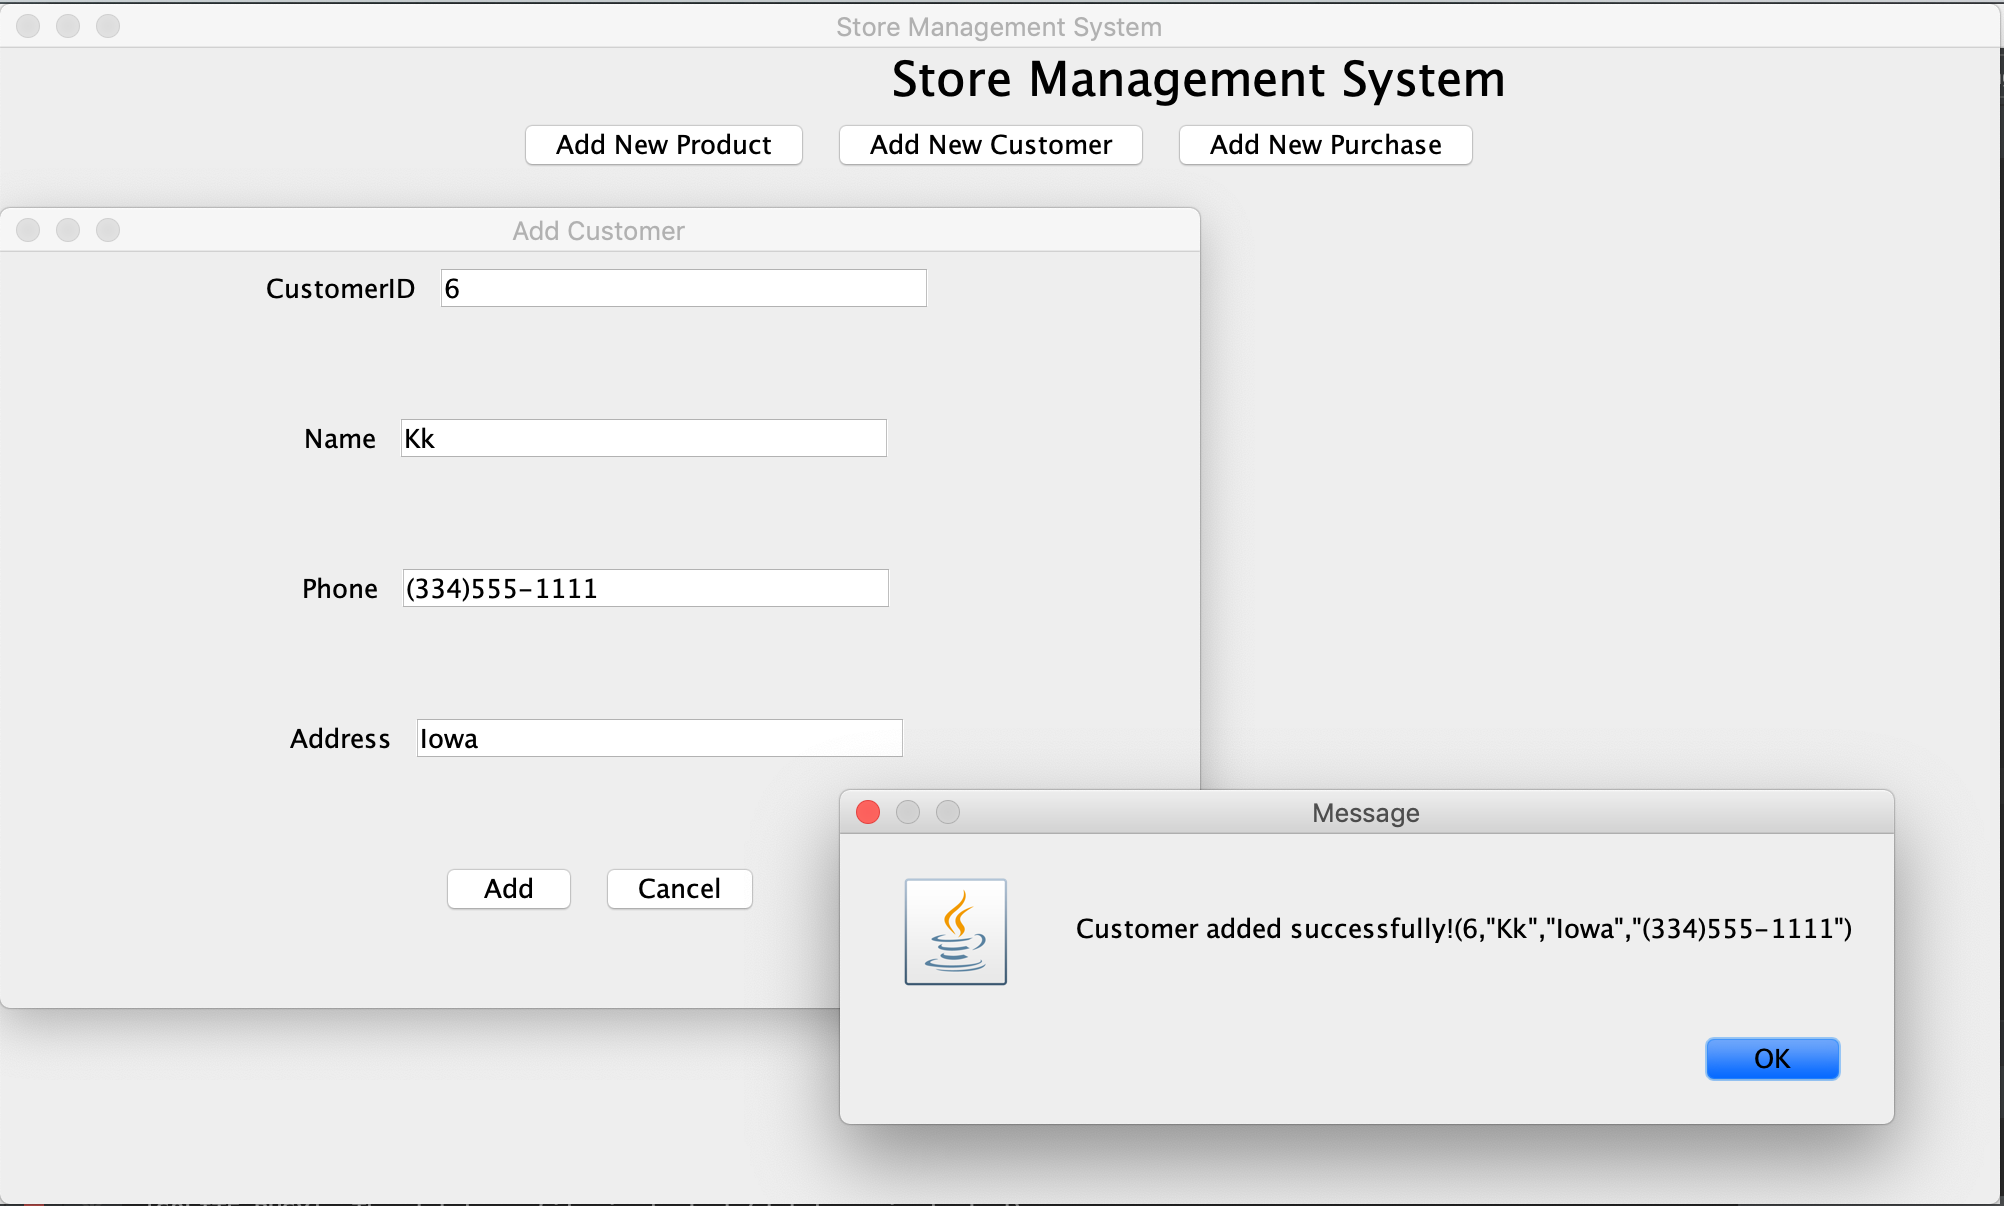 Store Management System
Store Management System
Add New Product Add New Customer Add New Purchase
Add Customer
CustomerID 6
Name Kk
Phone (334)555-1111
Address Iowa
Add Cancel
Message
Customer added successfully!(6,"Kk","Iowa","(334)555-1111")
OK